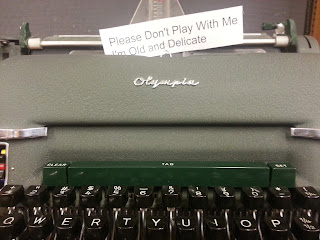 Please Don't Play With Me
I'm Old and Delicate
Olympia
CLEAR TAB SET
Q W E R T Y U I O P